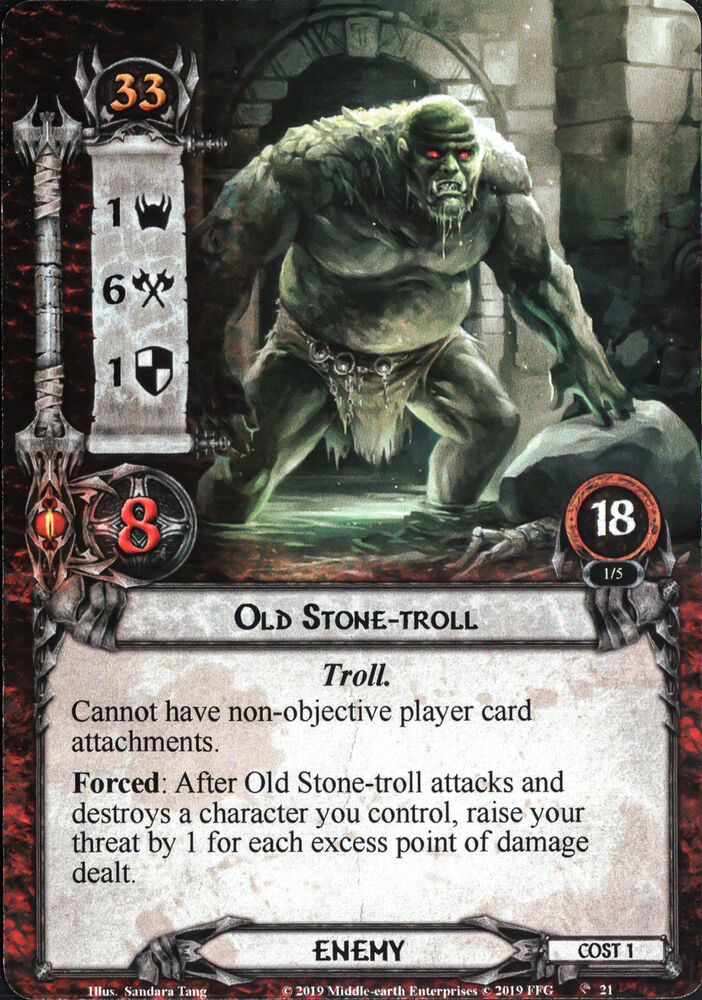 33
1
6
1
8
18
1/5
Old Stone-troll
Troll.
Cannot have non-objective player card
attachments.
Forced: After Old Stone-troll attacks and
destroys a character you control, raise your
threat by 1 for each excess point of damage
dealt.
ENEMY
COST 1
Illus. Sandara Tang
© 2019 Middle-earth Enterprises © 2019 FFG
21